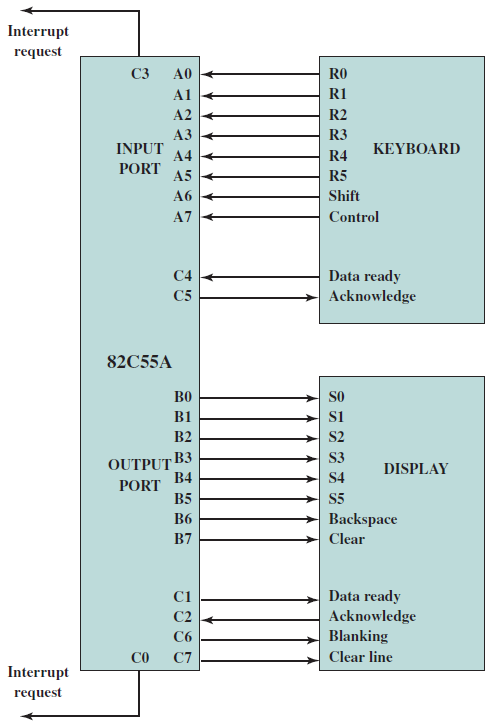 Interrupt
request
C3 A0 R0
A1 R1
A2 R2
A3 R3
INPUT
PORT
A4 R4
KEYBOARD
A5 R5
A6 Shift
A7 Control
C4 Data ready
C5 Acknowledge
82C55A
B0 S0
B1 S1
B2 S2
B3 S3
OUTPUT
PORT
B4 S4
DISPLAY
B5 S5
B6 Backspace
B7 Clear
C1 Data ready
C2 Acknowledge
C6 Blanking
C0 C7 Clear line
Interrupt
request